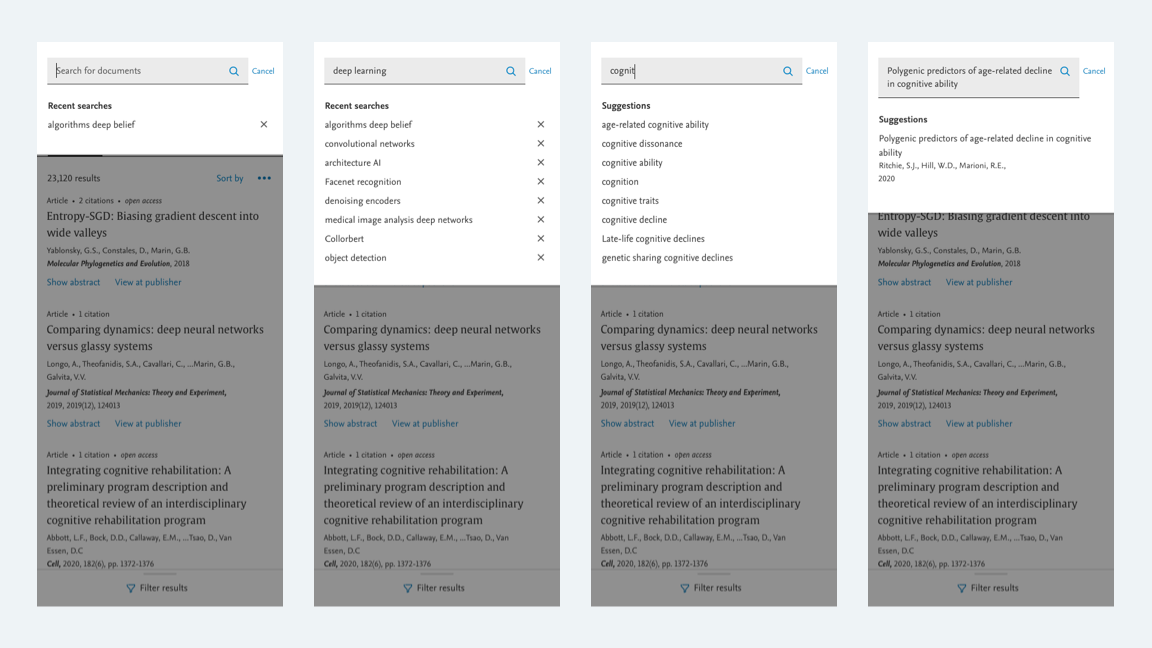 Search for documents
Cancel
Recent searches
algorithms deep belief
23,120 results
Sort by
Article • 2 citations • open access
Entropy-SGD: Biasing gradient descent into
wide valleys
Yablonsky, G.S., Constales, D., Marin, G.B.
Molecular Phylogenetics and Evolution, 2018
Show abstract View at publisher
Article • 1 citation
Comparing dynamics: deep neural networks
versus glassy systems
Longo, A., Theofanidis, S.A., Cavallari, C., ...Marin, G.B.,
Galvita, V.V.
Journal of Statistical Mechanics: Theory and Experiment,
2019, 2019(12), 124013
Show abstract View at publisher
Article • 1 citation • open access
Integrating cognitive rehabilitation: A
preliminary program description and
theoretical review of an interdisciplinary
cognitive rehabilitation program
Abbott, L.F., Bock, D.D., Callaway, E.M., ...Tsao, D., Van
Essen, D.C
Cell, 2020, 182(6), pp. 1372-1376
Filter results
deep learning
Cancel
Recent searches
algorithms deep belief
convolutional networks
architecture AI
Facenet recognition
denoising encoders
medical image analysis deep networks
Collorbert
object detection
Article • 1 citation
Comparing dynamics: deep neural networks
versus glassy systems
Longo, A., Theofanidis, S.A., Cavallari, C., ...Marin, G.B.,
Galvita, V.V.
Journal of Statistical Mechanics: Theory and Experiment,
2019, 2019(12), 124013
Show abstract View at publisher
Article • 1 citation • open access
Integrating cognitive rehabilitation: A
preliminary program description and
theoretical review of an interdisciplinary
cognitive rehabilitation program
Abbott, L.F., Bock, D.D., Callaway, E.M., ...Tsao, D., Van
Essen, D.C
Cell, 2020, 182(6), pp. 1372-1376
Filter results
cognit
Cancel
Suggestions
age-related cognitive ability
cognitive dissonance
cognitive ability
cognition
cognitive traits
cognitive decline
Late-life cognitive declines
genetic sharing cognitive declines
Article • 1 citation
Comparing dynamics: deep neural networks
versus glassy systems
Longo, A., Theofanidis, S.A., Cavallari, C., ...Marin, G.B.,
Galvita, V.V.
Journal of Statistical Mechanics: Theory and Experiment,
2019, 2019(12), 124013
Show abstract View at publisher
Article • 1 citation • open access
Integrating cognitive rehabilitation: A
preliminary program description and
theoretical review of an interdisciplinary
cognitive rehabilitation program
Abbott, L.F., Bock, D.D., Callaway, E.M., ...Tsao, D., Van
Essen, D.C
Cell, 2020, 182(6), pp. 1372-1376
Filter results
Polygenic predictors of age-related decline
in cognitive ability
Cancel
Suggestions
Polygenic predictors of age-related decline in cognitive
ability
Ritchie, S.J., Hill, W.D., Marioni, R.E.,
2020
Entropy-SGD: Biasing gradient descent into
wide valleys
Yablonsky, G.S., Constales, D., Marin, G.B.
Molecular Phylogenetics and Evolution, 2018
Show abstract View at publisher
Article • 1 citation
Comparing dynamics: deep neural networks
versus glassy systems
Longo, A., Theofanidis, S.A., Cavallari, C., ...Marin, G.B.,
Galvita, V.V.
Journal of Statistical Mechanics: Theory and Experiment,
2019, 2019(12), 124013
Show abstract View at publisher
Article • 1 citation • open access
Integrating cognitive rehabilitation: A
preliminary program description and
theoretical review of an interdisciplinary
cognitive rehabilitation program
Abbott, L.F., Bock, D.D., Callaway, E.M., ...Tsao, D., Van
Essen, D.C
Cell, 2020, 182(6), pp. 1372-1376
Filter results